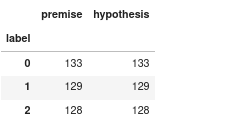 premise hypothesis
label
0 133 133
1 129 129
2 128 128